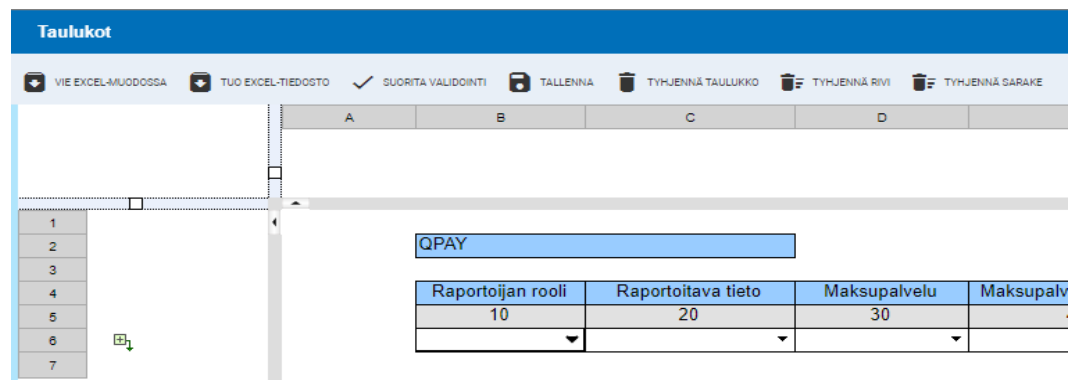 Taulukot
VIE EXCEL-MUODOSSA TUO EXCEL-TIEDOSTO SUORITA VALIDOINTI TALLENNA TYHJENNÄ TAULUKKO TYHJENNÄ RIVI TYHJENNÄ SARAKE
A B C D
1
2 QPAY
3
4 Raportoijan rooli Raportoitava tieto Maksupalvelu Maksupalv
5 10 20 30
6
7